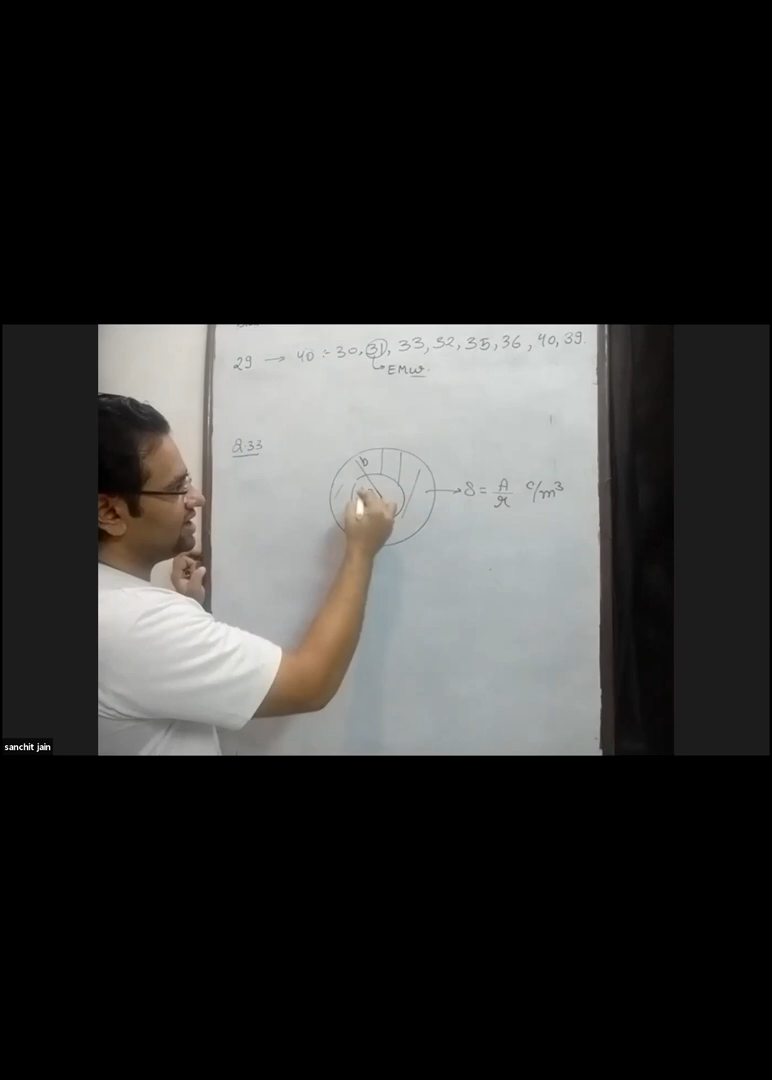 29 → 40 :- 30, 31, 33, 32, 35, 36, 40, 39.
↳ EMW.
Q.33
b
→ δ = A/r c/m³
sanchit jain